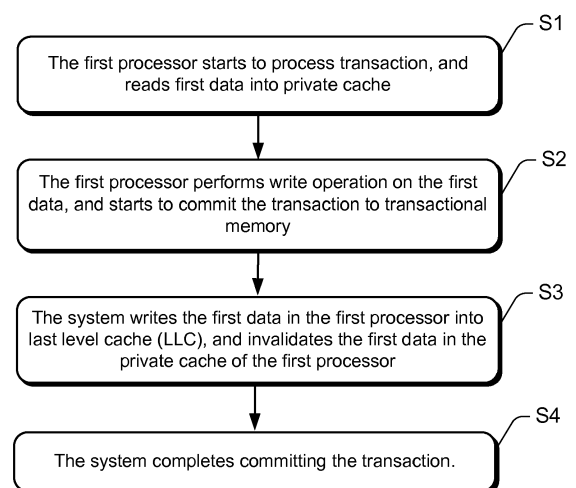 S1
The first processor starts to process transaction, and
reads first data into private cache
S2
The first processor performs write operation on the first
data, and starts to commit the transaction to transactional
memory
S3
The system writes the first data in the first processor into
last level cache (LLC), and invalidates the first data in the
private cache of the first processor
S4
The system completes committing the transaction.